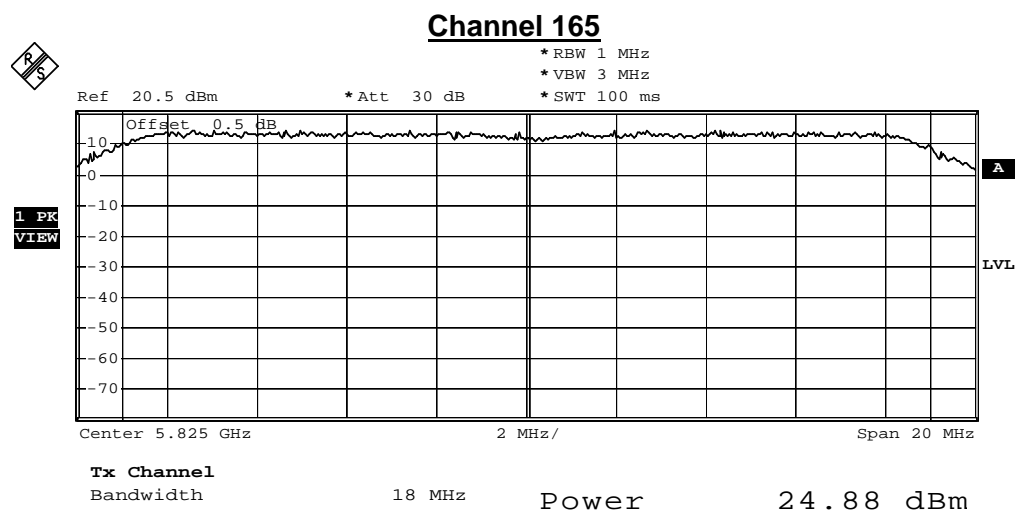 Channel 165
R
S
* RBW 1 MHz
* VBW 3 MHz
Ref 20.5 dBm * Att 30 dB * SWT 100 ms
Offset 0.5 dB
10
0
-10
-20
-30
-40
-50
-60
-70
1 PK
VIEW
A
LVL
Center 5.825 GHz 2 MHz/ Span 20 MHz
Tx Channel
Bandwidth 18 MHz Power 24.88 dBm